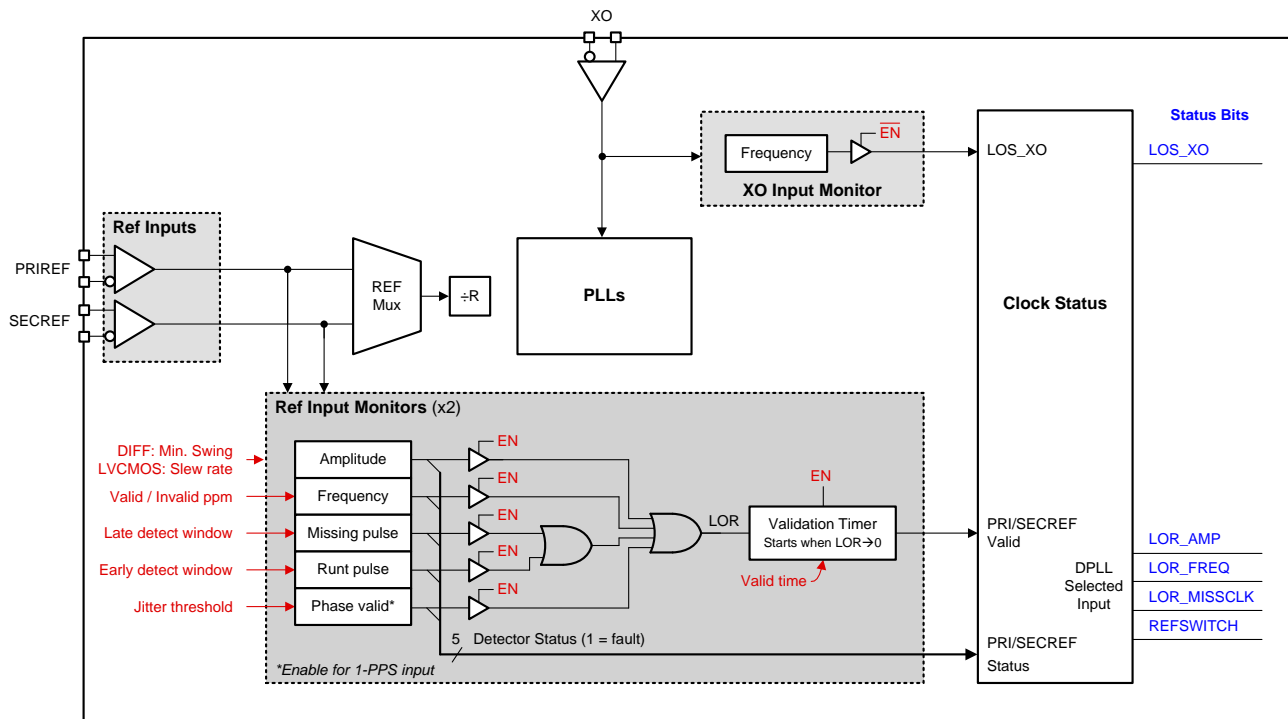 XO
Status Bits
EN
LOS_XO
LOS_XO
Frequency
XO Input Monitor
Ref Inputs
PRIREF
SECREF
REF
Mux
÷R
PLLs
Clock Status
Ref Input Monitors (x2)
DIFF: Min. Swing
LVCMOS: Slew rate
Amplitude
EN
Valid / Invalid ppm
Frequency
EN
Late detect window
Missing pulse
EN
Early detect window
Runt pulse
EN
Jitter threshold
Phase valid*
EN
LOR
EN
Validation Timer
Starts when LOR→0
Valid time
PRI/SECREF
Valid
DPLL
Selected
Input
LOR_AMP
LOR_FREQ
LOR_MISSCLK
REFSWITCH
5 Detector Status (1 = fault)
PRI/SECREF
Status
*Enable for 1-PPS input